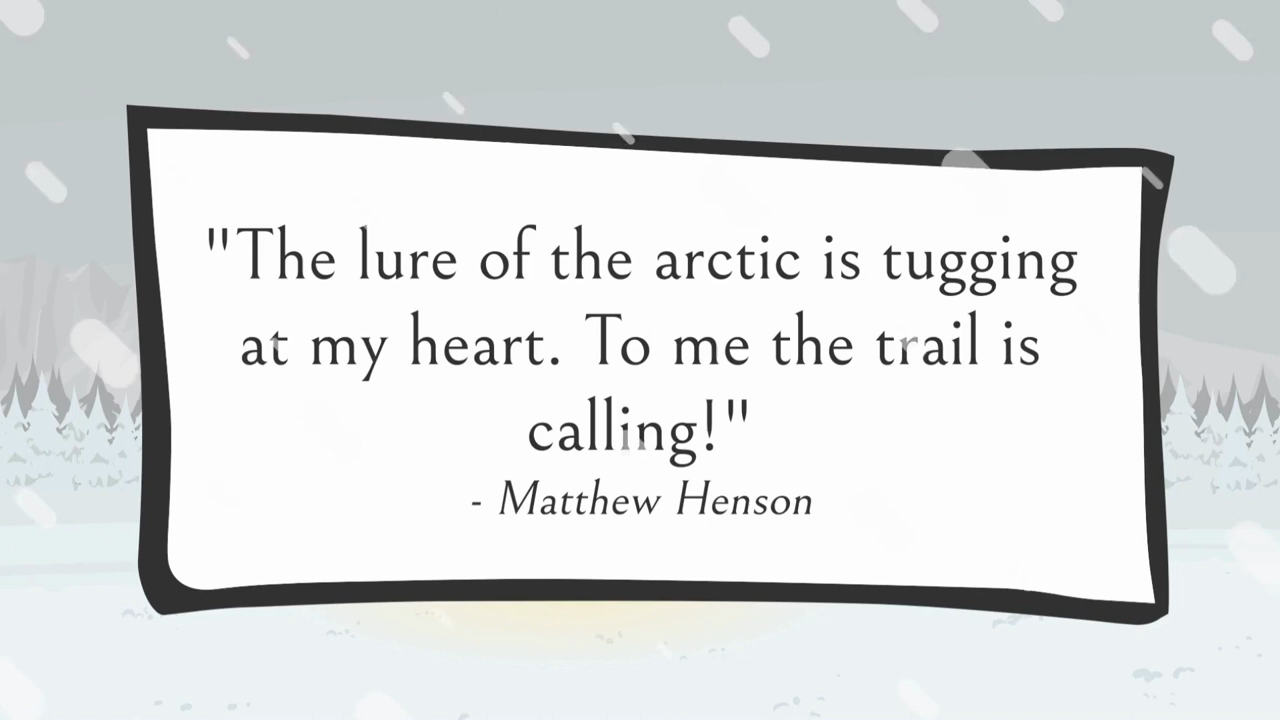 "The lure of the arctic is tugging
at my heart. To me the trail is
calling!"
- Matthew Henson